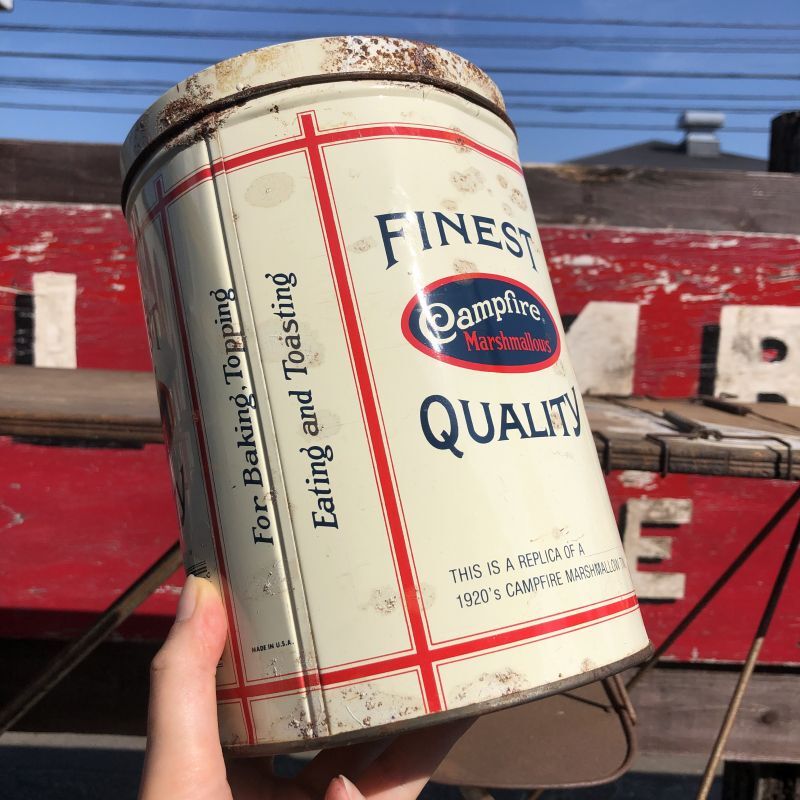 For Baking, Topping
Eating and Toasting
MADE IN U.S.A.
FINEST
Campfire
Marshmallows
QUALITY
THIS IS A REPLICA OF A
1920's CAMPFIRE MARSHMALLOW
B
E